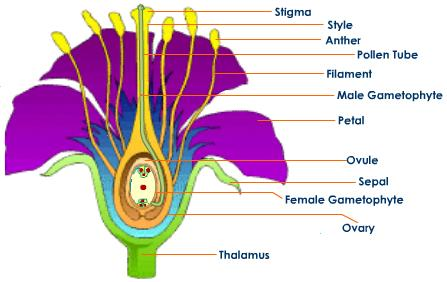 Stigma
Style
Anther
Pollen Tube
Filament
Male Gametophyte
Petal
Ovule
Sepal
Female Gametophyte
Ovary
Thalamus